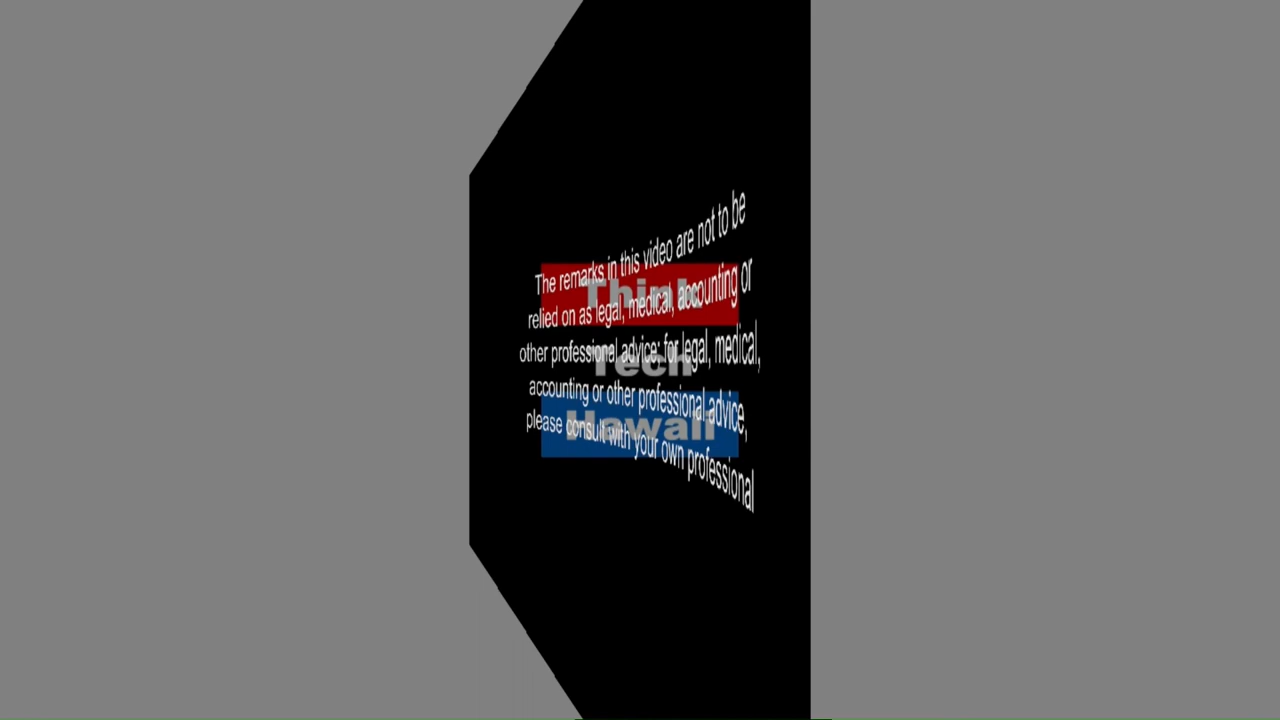 The remarks in this video are not to be
relied on as legal, medical, accounting or
other professional advice; for legal, medical,
accounting or other professional advice,
please consult with your own professional
Think
Tech
Hawaii